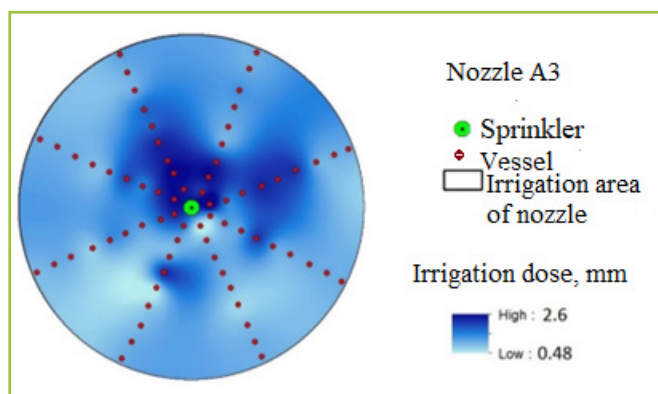 Nozzle A3
Sprinkler
Vessel
Irrigation area
of nozzle
Irrigation dose, mm
High : 2.6
Low : 0.48